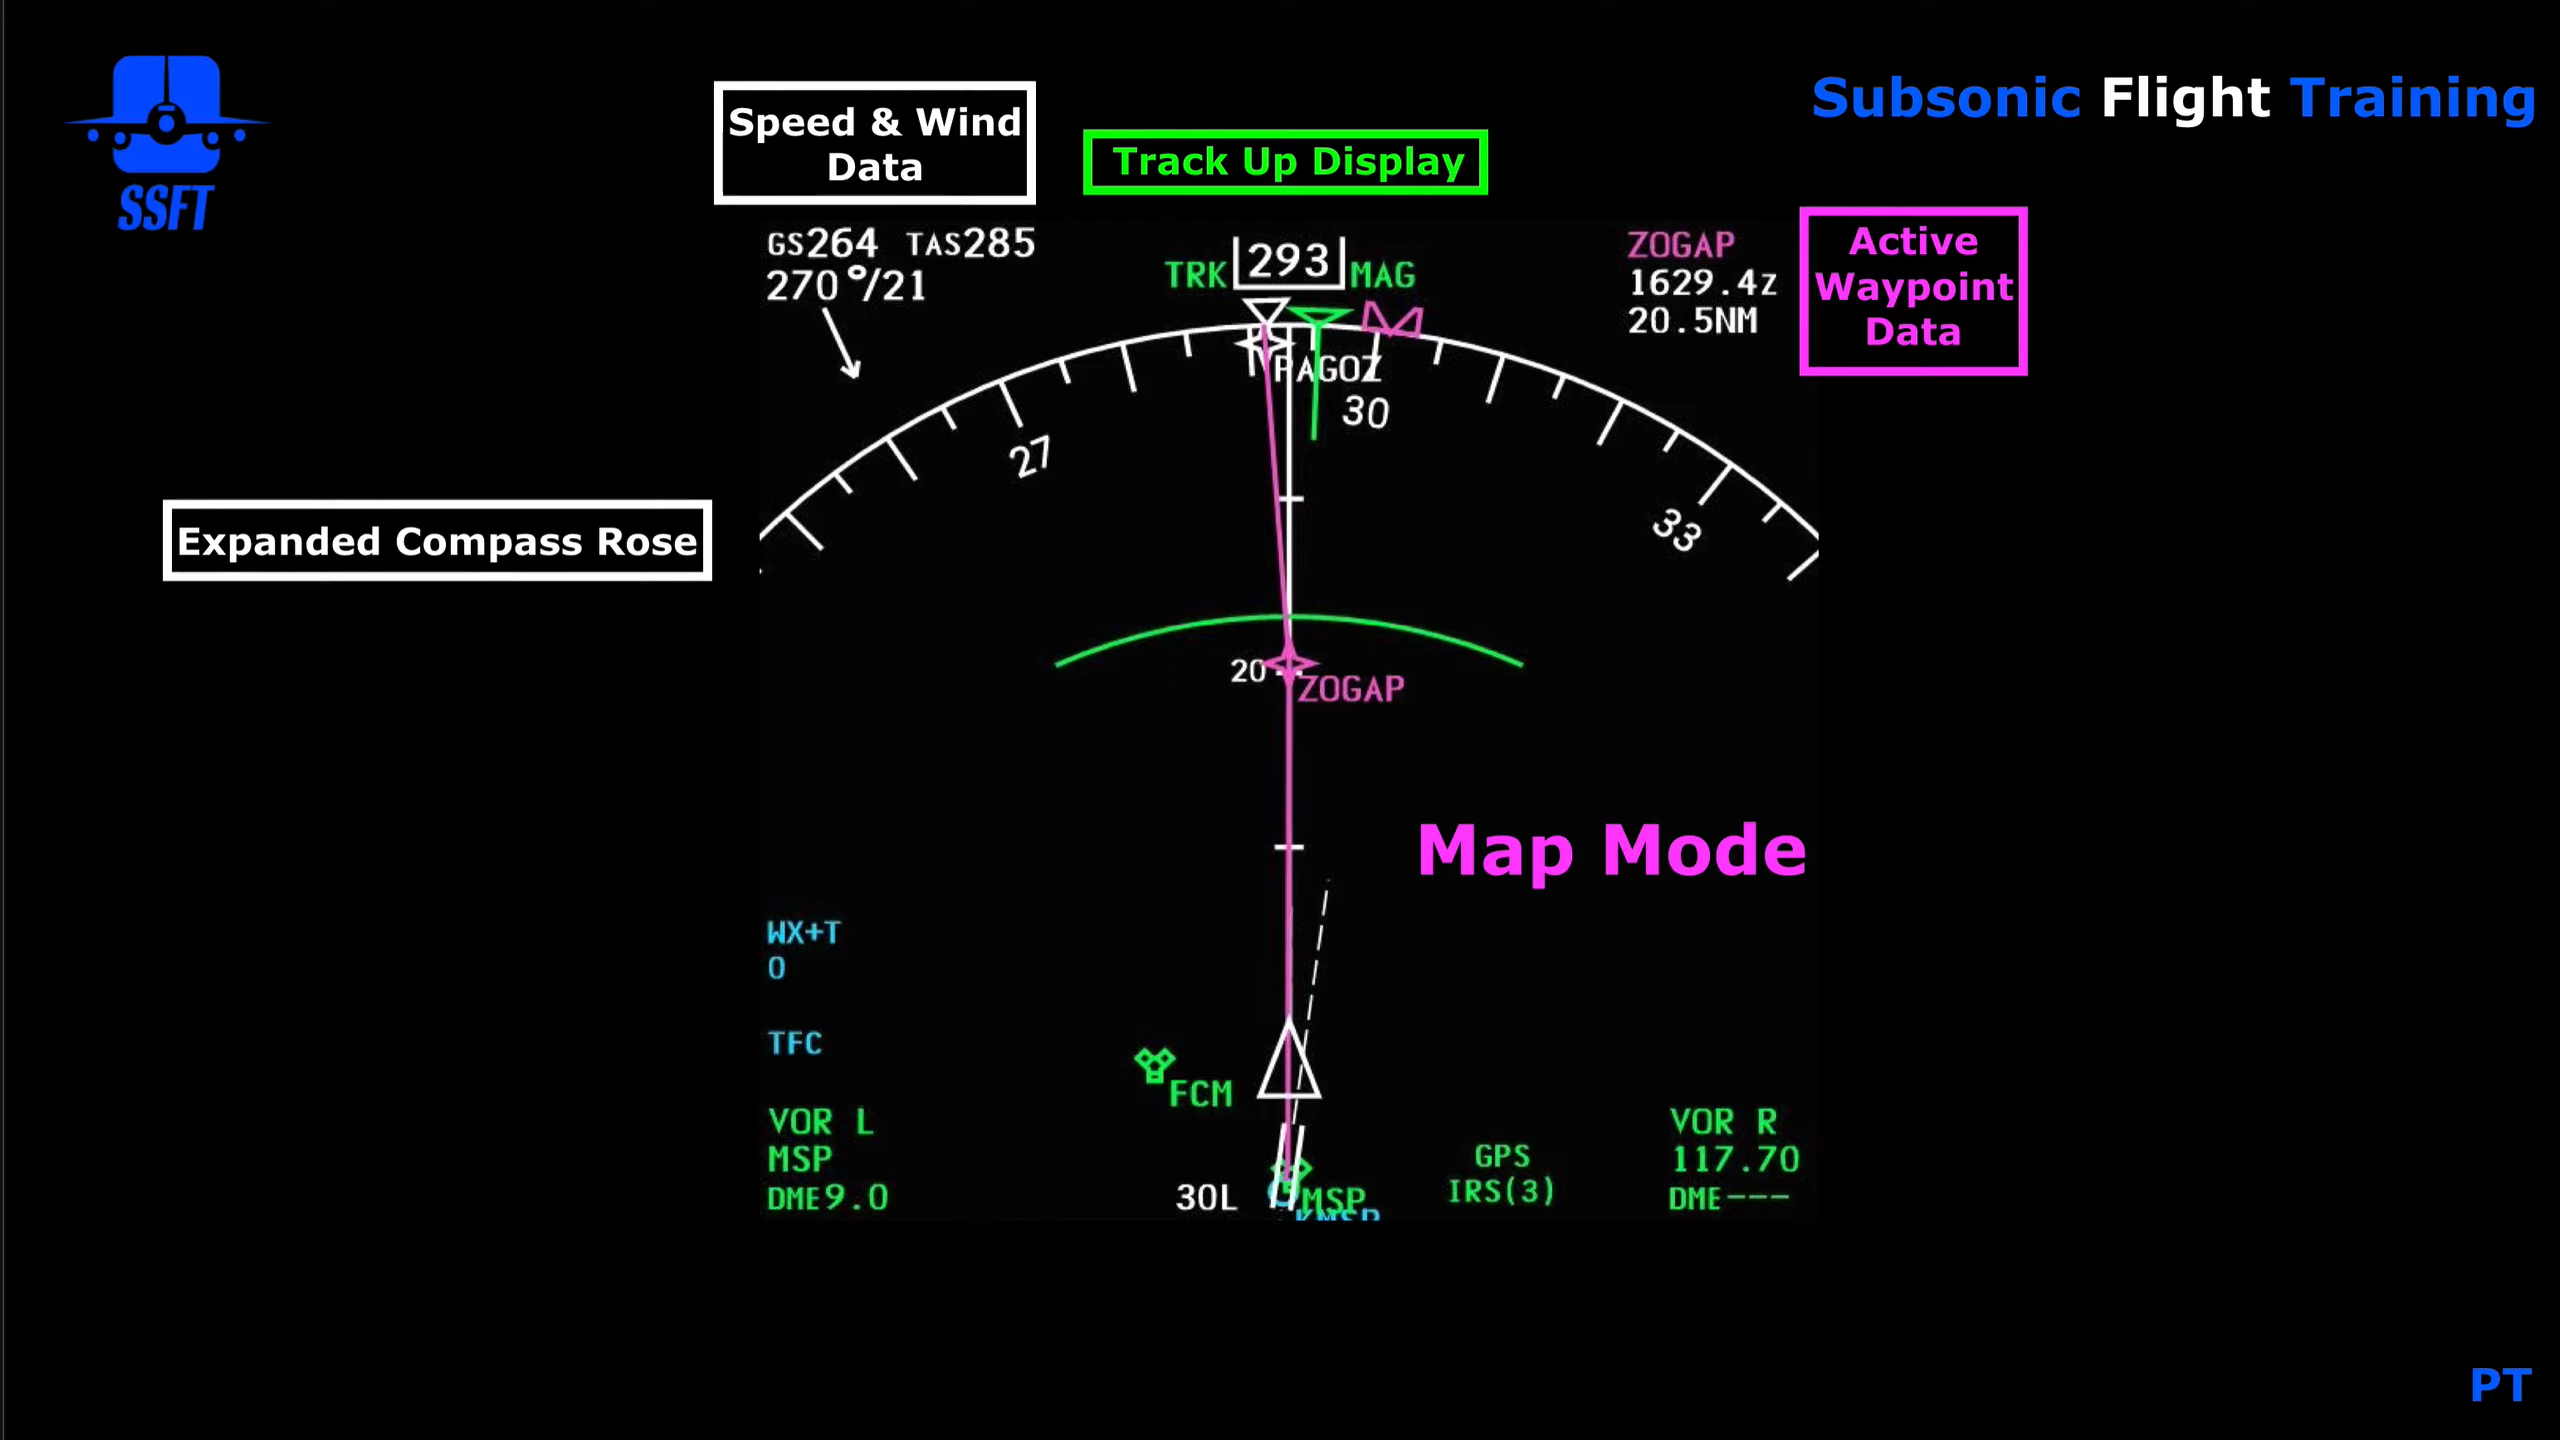 SSFT
Subsonic Flight Training
Speed & Wind
Data
Track Up Display
GS264 TAS285
270°/21
TRK 293 MAG
ZOGAP
1629.4z
20.5NM
Active
Waypoint
Data
PAGOZ
27
30
33
Expanded Compass Rose
20
ZOGAP
Map Mode
WX+T
0
TFC
FCM
VOR L
MSP
DME9.0
30L
MSP
KMSP
GPS
IRS(3)
VOR R
117.70
DME---
PT